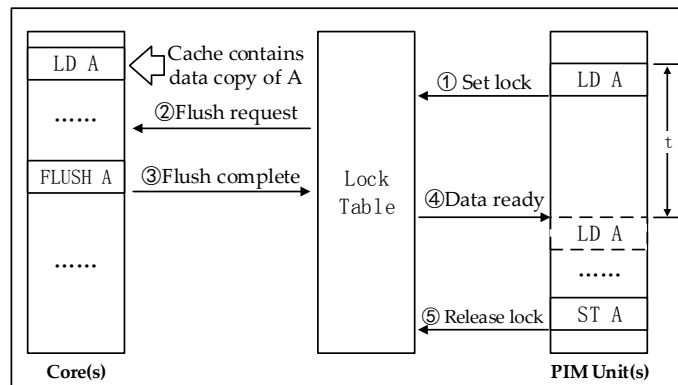 LD A
Cache contains
data copy of A
① Set lock
LD A
……
②Flush request
t
FLUSH A
③Flush complete
Lock
Table
④Data ready
LD A
……
……
⑤ Release lock
ST A
Core(s)
PIM Unit(s)